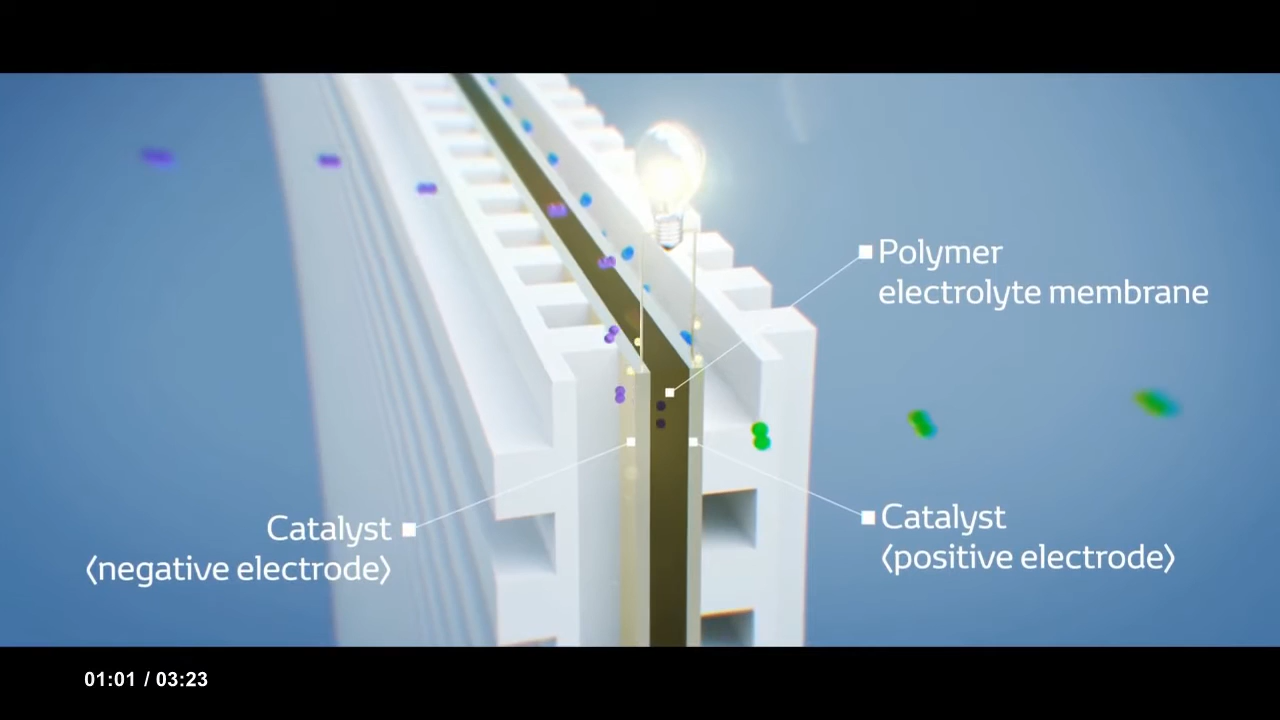 Polymer
electrolyte membrane
Catalyst
⟨negative electrode⟩
Catalyst
⟨positive electrode⟩
01:01 / 03:23